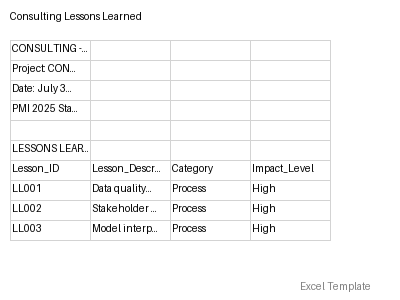 Consulting Lessons Learned
CONSULTING -...
Project: CON...
Date: July 3...
PMI 2025 Sta...
LESSONS LEAR...
Lesson_ID Lesson_Descr... Category Impact_Level
LL001 Data quality... Process High
LL002 Stakeholder ... Process High
LL003 Model interp... Process High
Excel Template